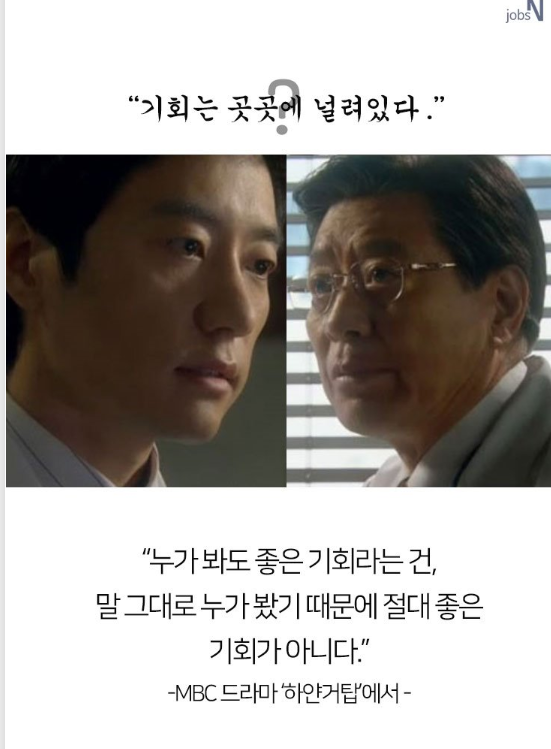 jobsN
“기회는 곳곳에 널려있다.”
?
“누가 봐도 좋은 기회라는 건,
말 그대로 누가 봤기 때문에 절대 좋은
기회가 아니다.”
-MBC 드라마 ‘하얀거탑’에서 -